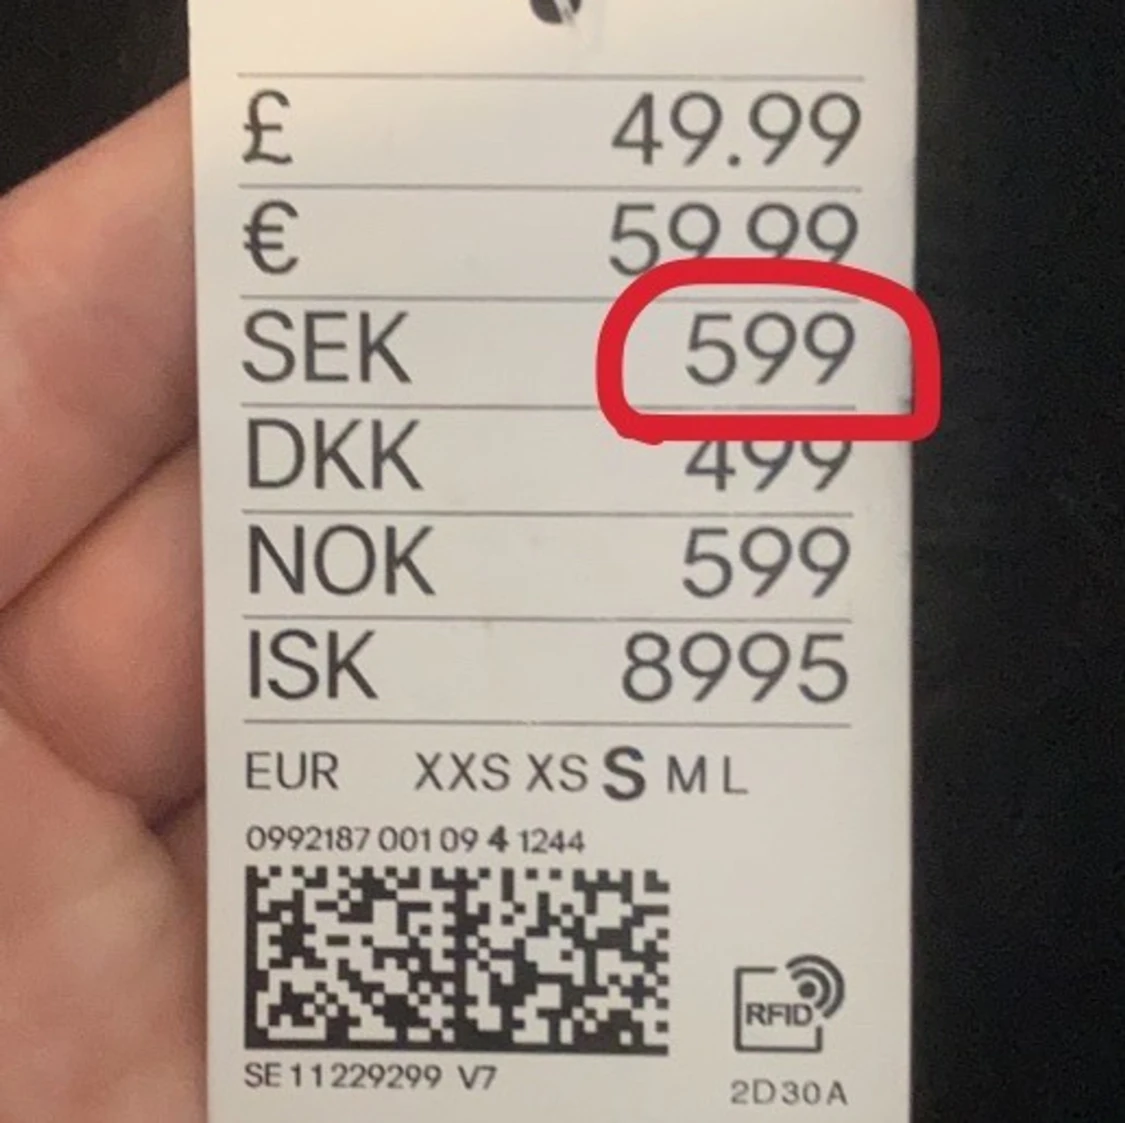 £ 49.99
€ 59.99
SEK 599
DKK 499
NOK 599
ISK 8995
EUR XXS XS S M L
0992187 001 09 4 1244
RFID
SE 11229299 V7
2D30A